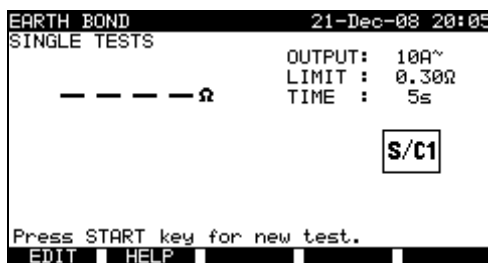 EARTH BOND 21-Dec-08 20:05
SINGLE TESTS
OUTPUT: 10A~
LIMIT : 0.30Ω
TIME : 5s
– – – – Ω
S/C1
Press START key for new test.
EDIT HELP